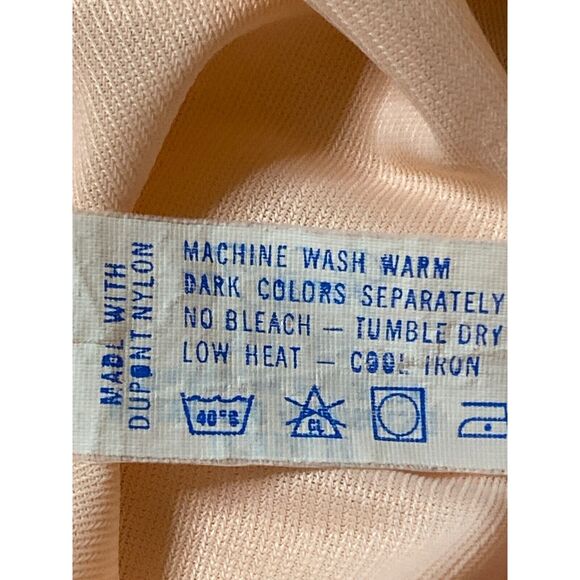 MADE WITH
DUPONT NYLON
MACHINE WASH WARM
DARK COLORS SEPARATELY
NO BLEACH — TUMBLE DRY
LOW HEAT — COOL IRON
40°C
CL